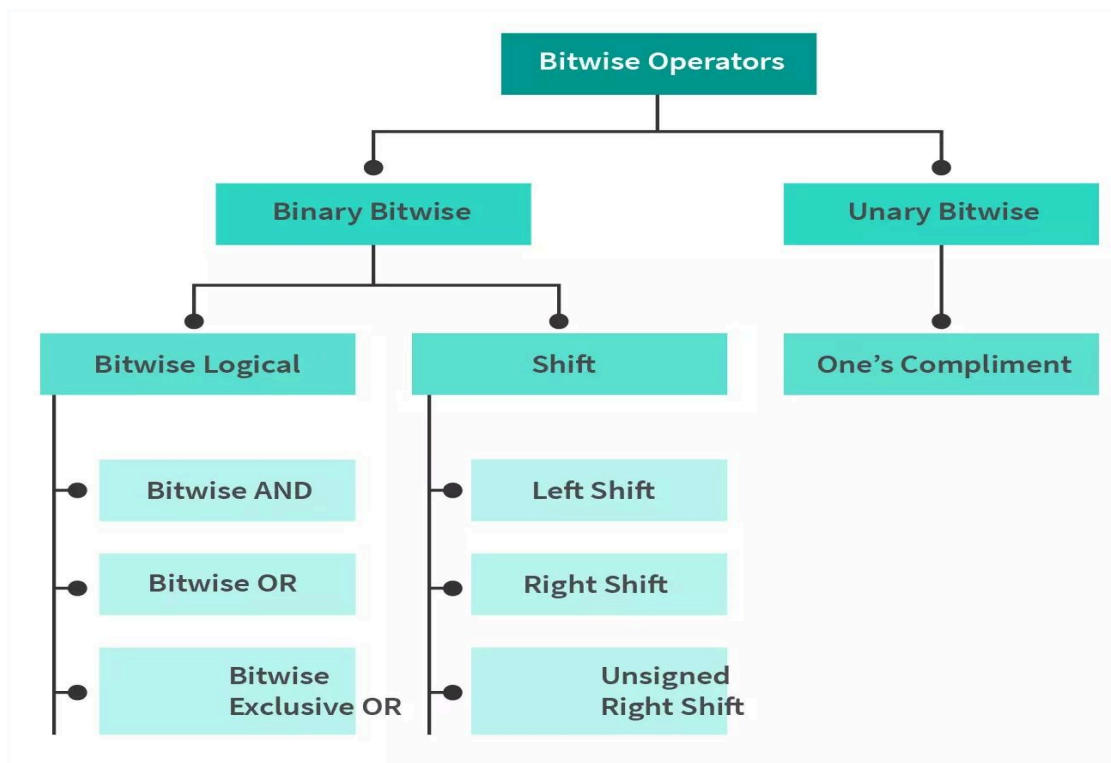 Bitwise Operators
Binary Bitwise
Unary Bitwise
Bitwise Logical
Shift
One’s Compliment
Bitwise AND
Left Shift
Bitwise OR
Right Shift
Bitwise
Exclusive OR
Unsigned
Right Shift